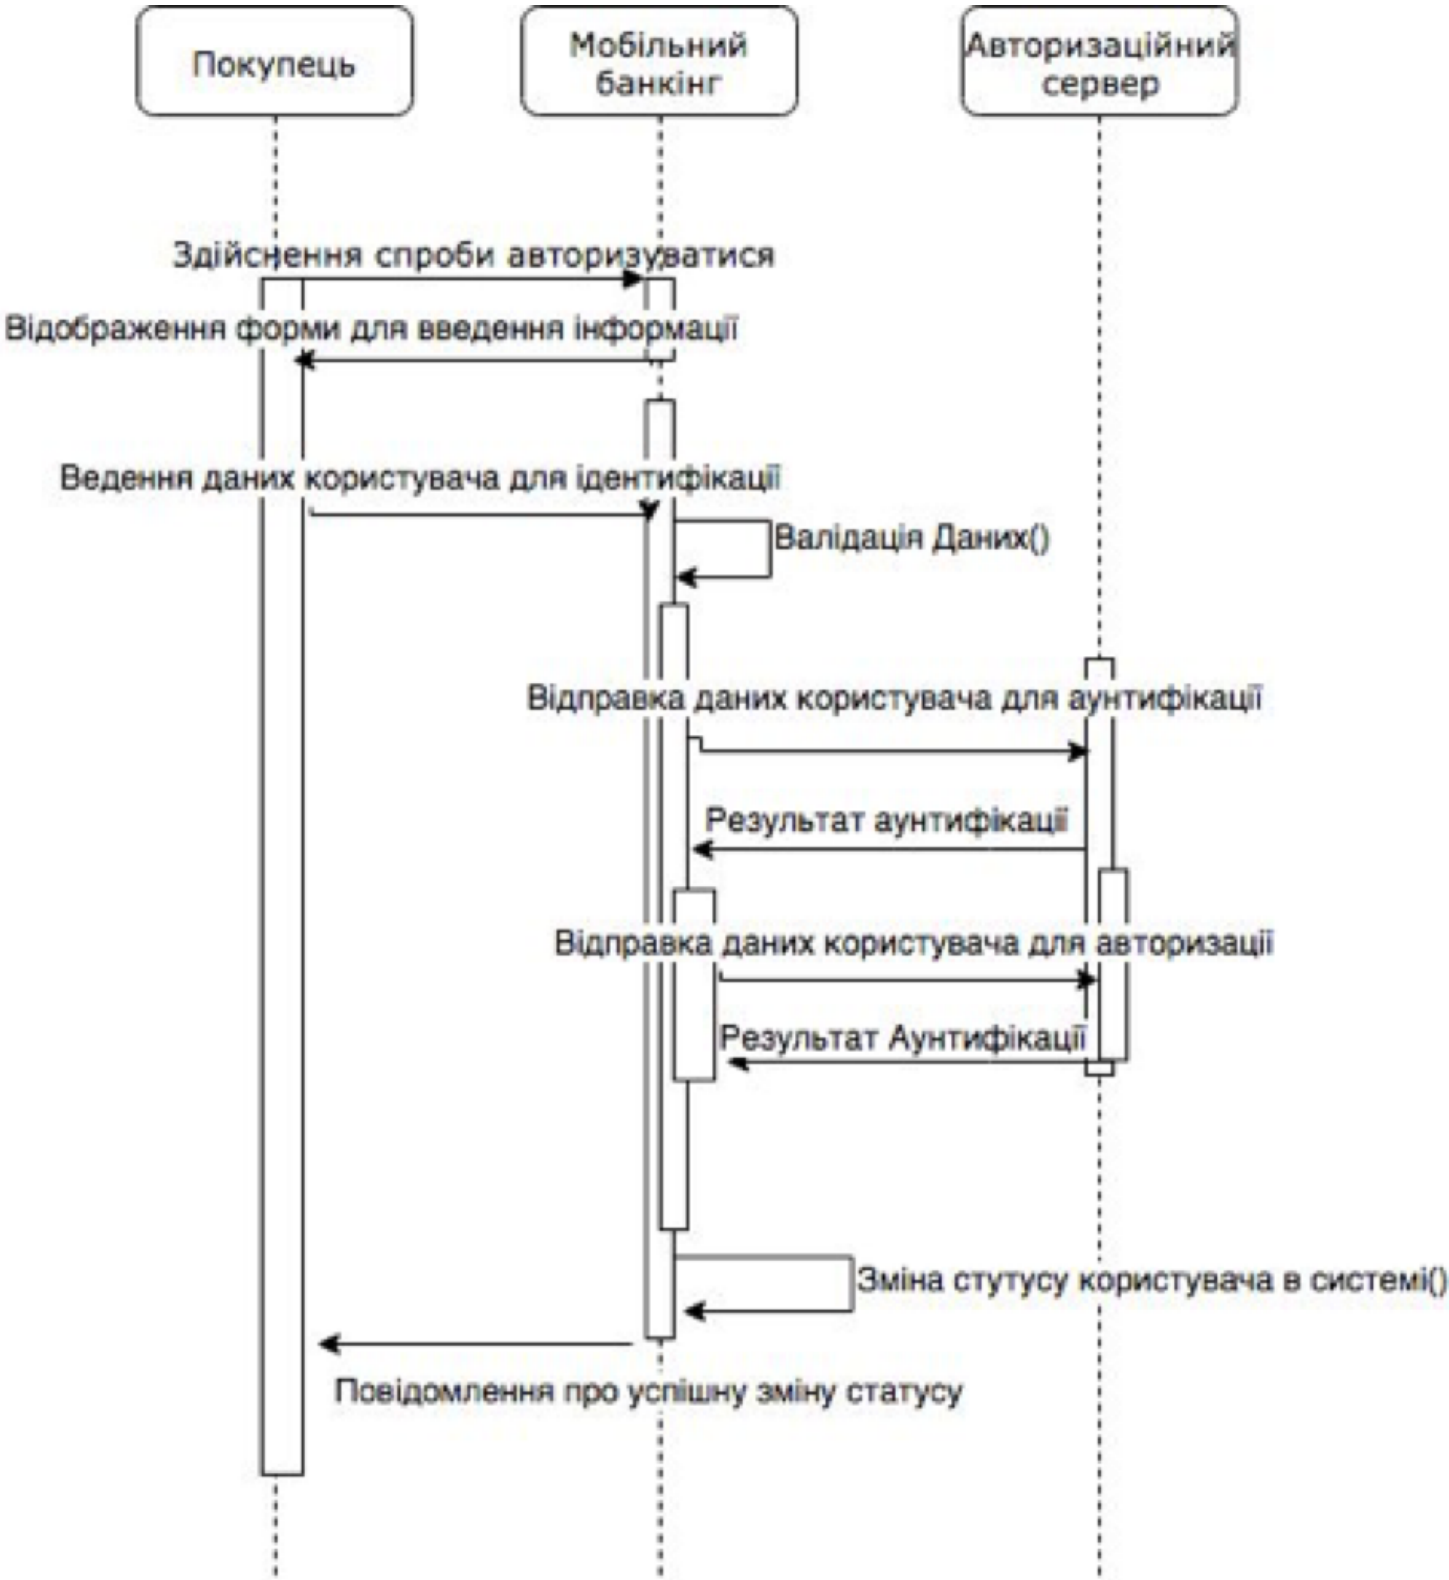 Покупець
Мобільний
банкінг
Авторизаційний
сервер
Здійснення спроби авторизуватися
Відображення форми для введення інформації
Ведення даних користувача для ідентифікації
Валідація Даних()
Відправка даних користувача для аунтифікації
Результат аунтифікації
Відправка даних користувача для авторизації
Результат Аунтифікації
Зміна стутусу користувача в системі()
Повідомлення про успішну зміну статусу